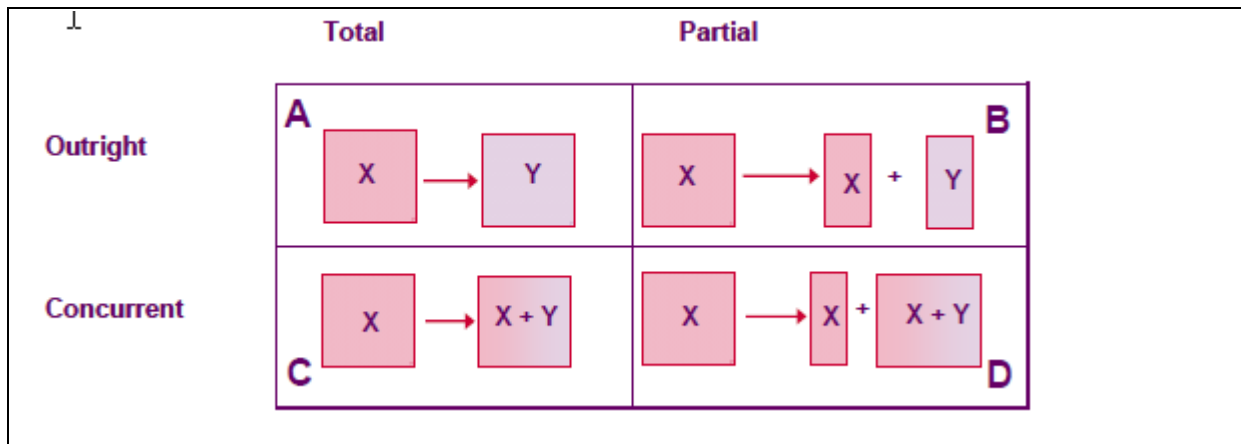 Total Partial
A B
Outright
X Y X X + Y
Concurrent
X X + Y X X + X + Y
C D